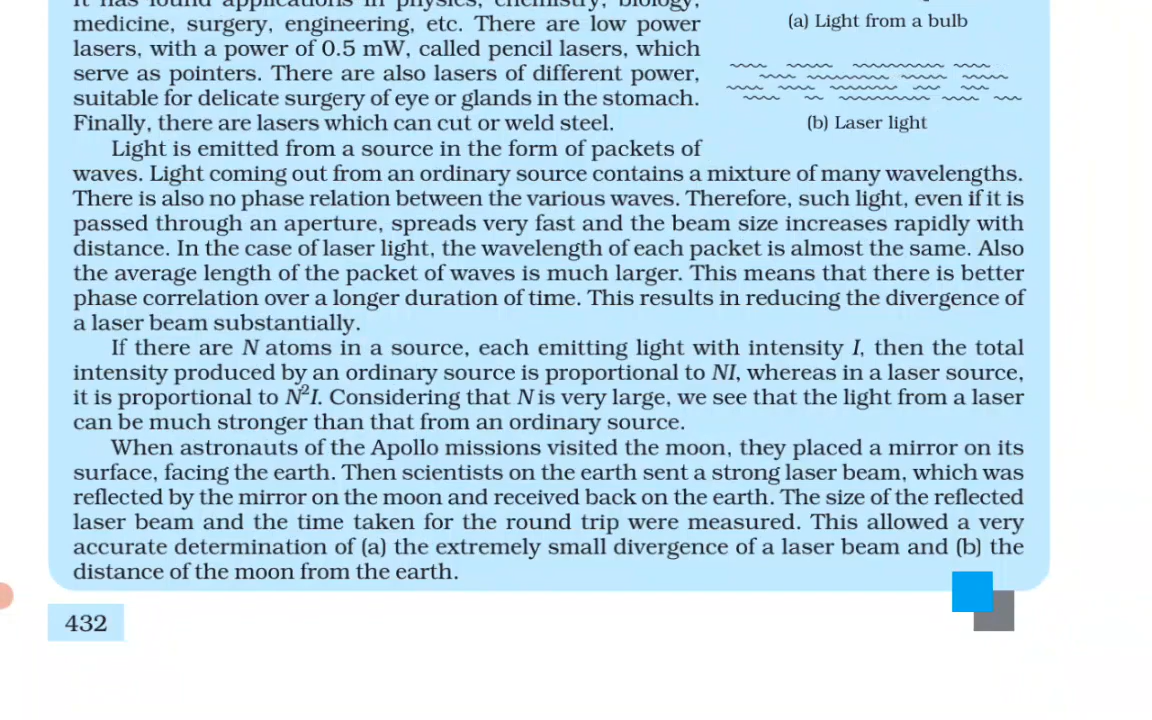 It has found applications in physics, chemistry, biology,
medicine, surgery, engineering, etc. There are low power
lasers, with a power of 0.5 mW, called pencil lasers, which
serve as pointers. There are also lasers of different power,
suitable for delicate surgery of eye or glands in the stomach.
Finally, there are lasers which can cut or weld steel.
(a) Light from a bulb
(b) Laser light
Light is emitted from a source in the form of packets of
waves. Light coming out from an ordinary source contains a mixture of many wavelengths.
There is also no phase relation between the various waves. Therefore, such light, even if it is
passed through an aperture, spreads very fast and the beam size increases rapidly with
distance. In the case of laser light, the wavelength of each packet is almost the same. Also
the average length of the packet of waves is much larger. This means that there is better
phase correlation over a longer duration of time. This results in reducing the divergence of
a laser beam substantially.
If there are N atoms in a source, each emitting light with intensity I, then the total
intensity produced by an ordinary source is proportional to NI, whereas in a laser source,
it is proportional to N²I. Considering that N is very large, we see that the light from a laser
can be much stronger than that from an ordinary source.
When astronauts of the Apollo missions visited the moon, they placed a mirror on its
surface, facing the earth. Then scientists on the earth sent a strong laser beam, which was
reflected by the mirror on the moon and received back on the earth. The size of the reflected
laser beam and the time taken for the round trip were measured. This allowed a very
accurate determination of (a) the extremely small divergence of a laser beam and (b) the
distance of the moon from the earth.
432